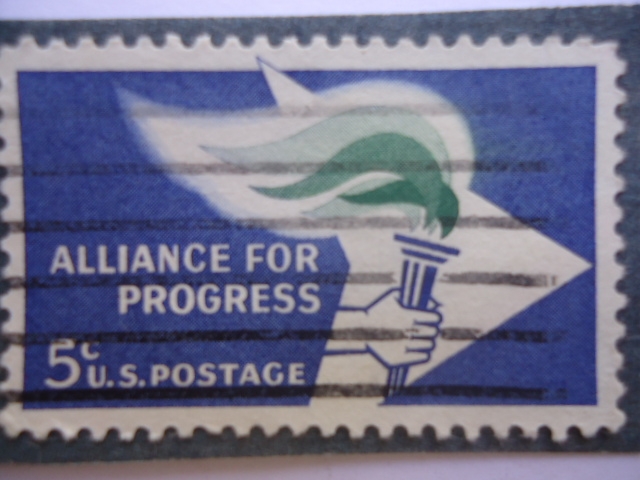 ALLIANCE FOR
PROGRESS
5c
U.S. POSTAGE